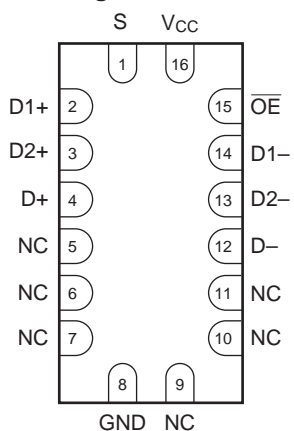 S VCC
1 16
D1+ 2 15 OE
D2+ 3 14 D1–
D+ 4 13 D2–
NC 5 12 D–
NC 6 11 NC
NC 7 10 NC
8 9
GND NC